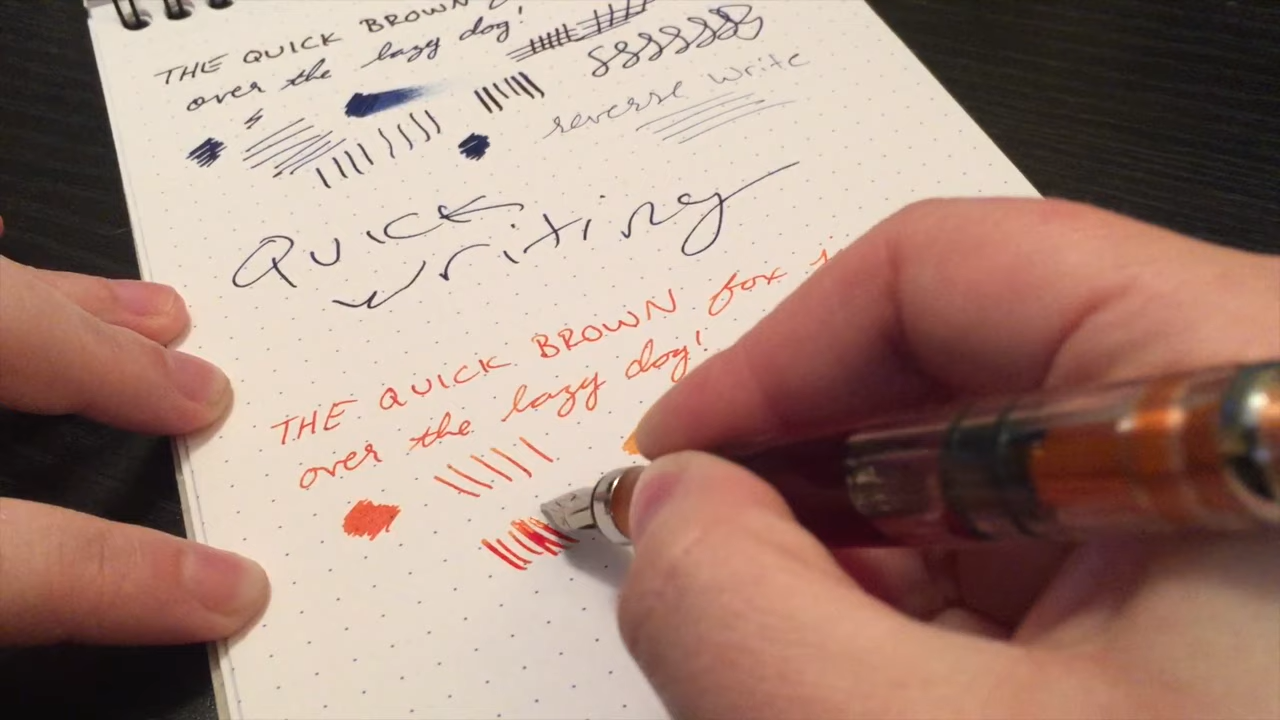 THE QUICK BROWN
over the lazy dog!
reverse write
Quick
writing
THE QUICK BROWN fox
over the lazy dog!